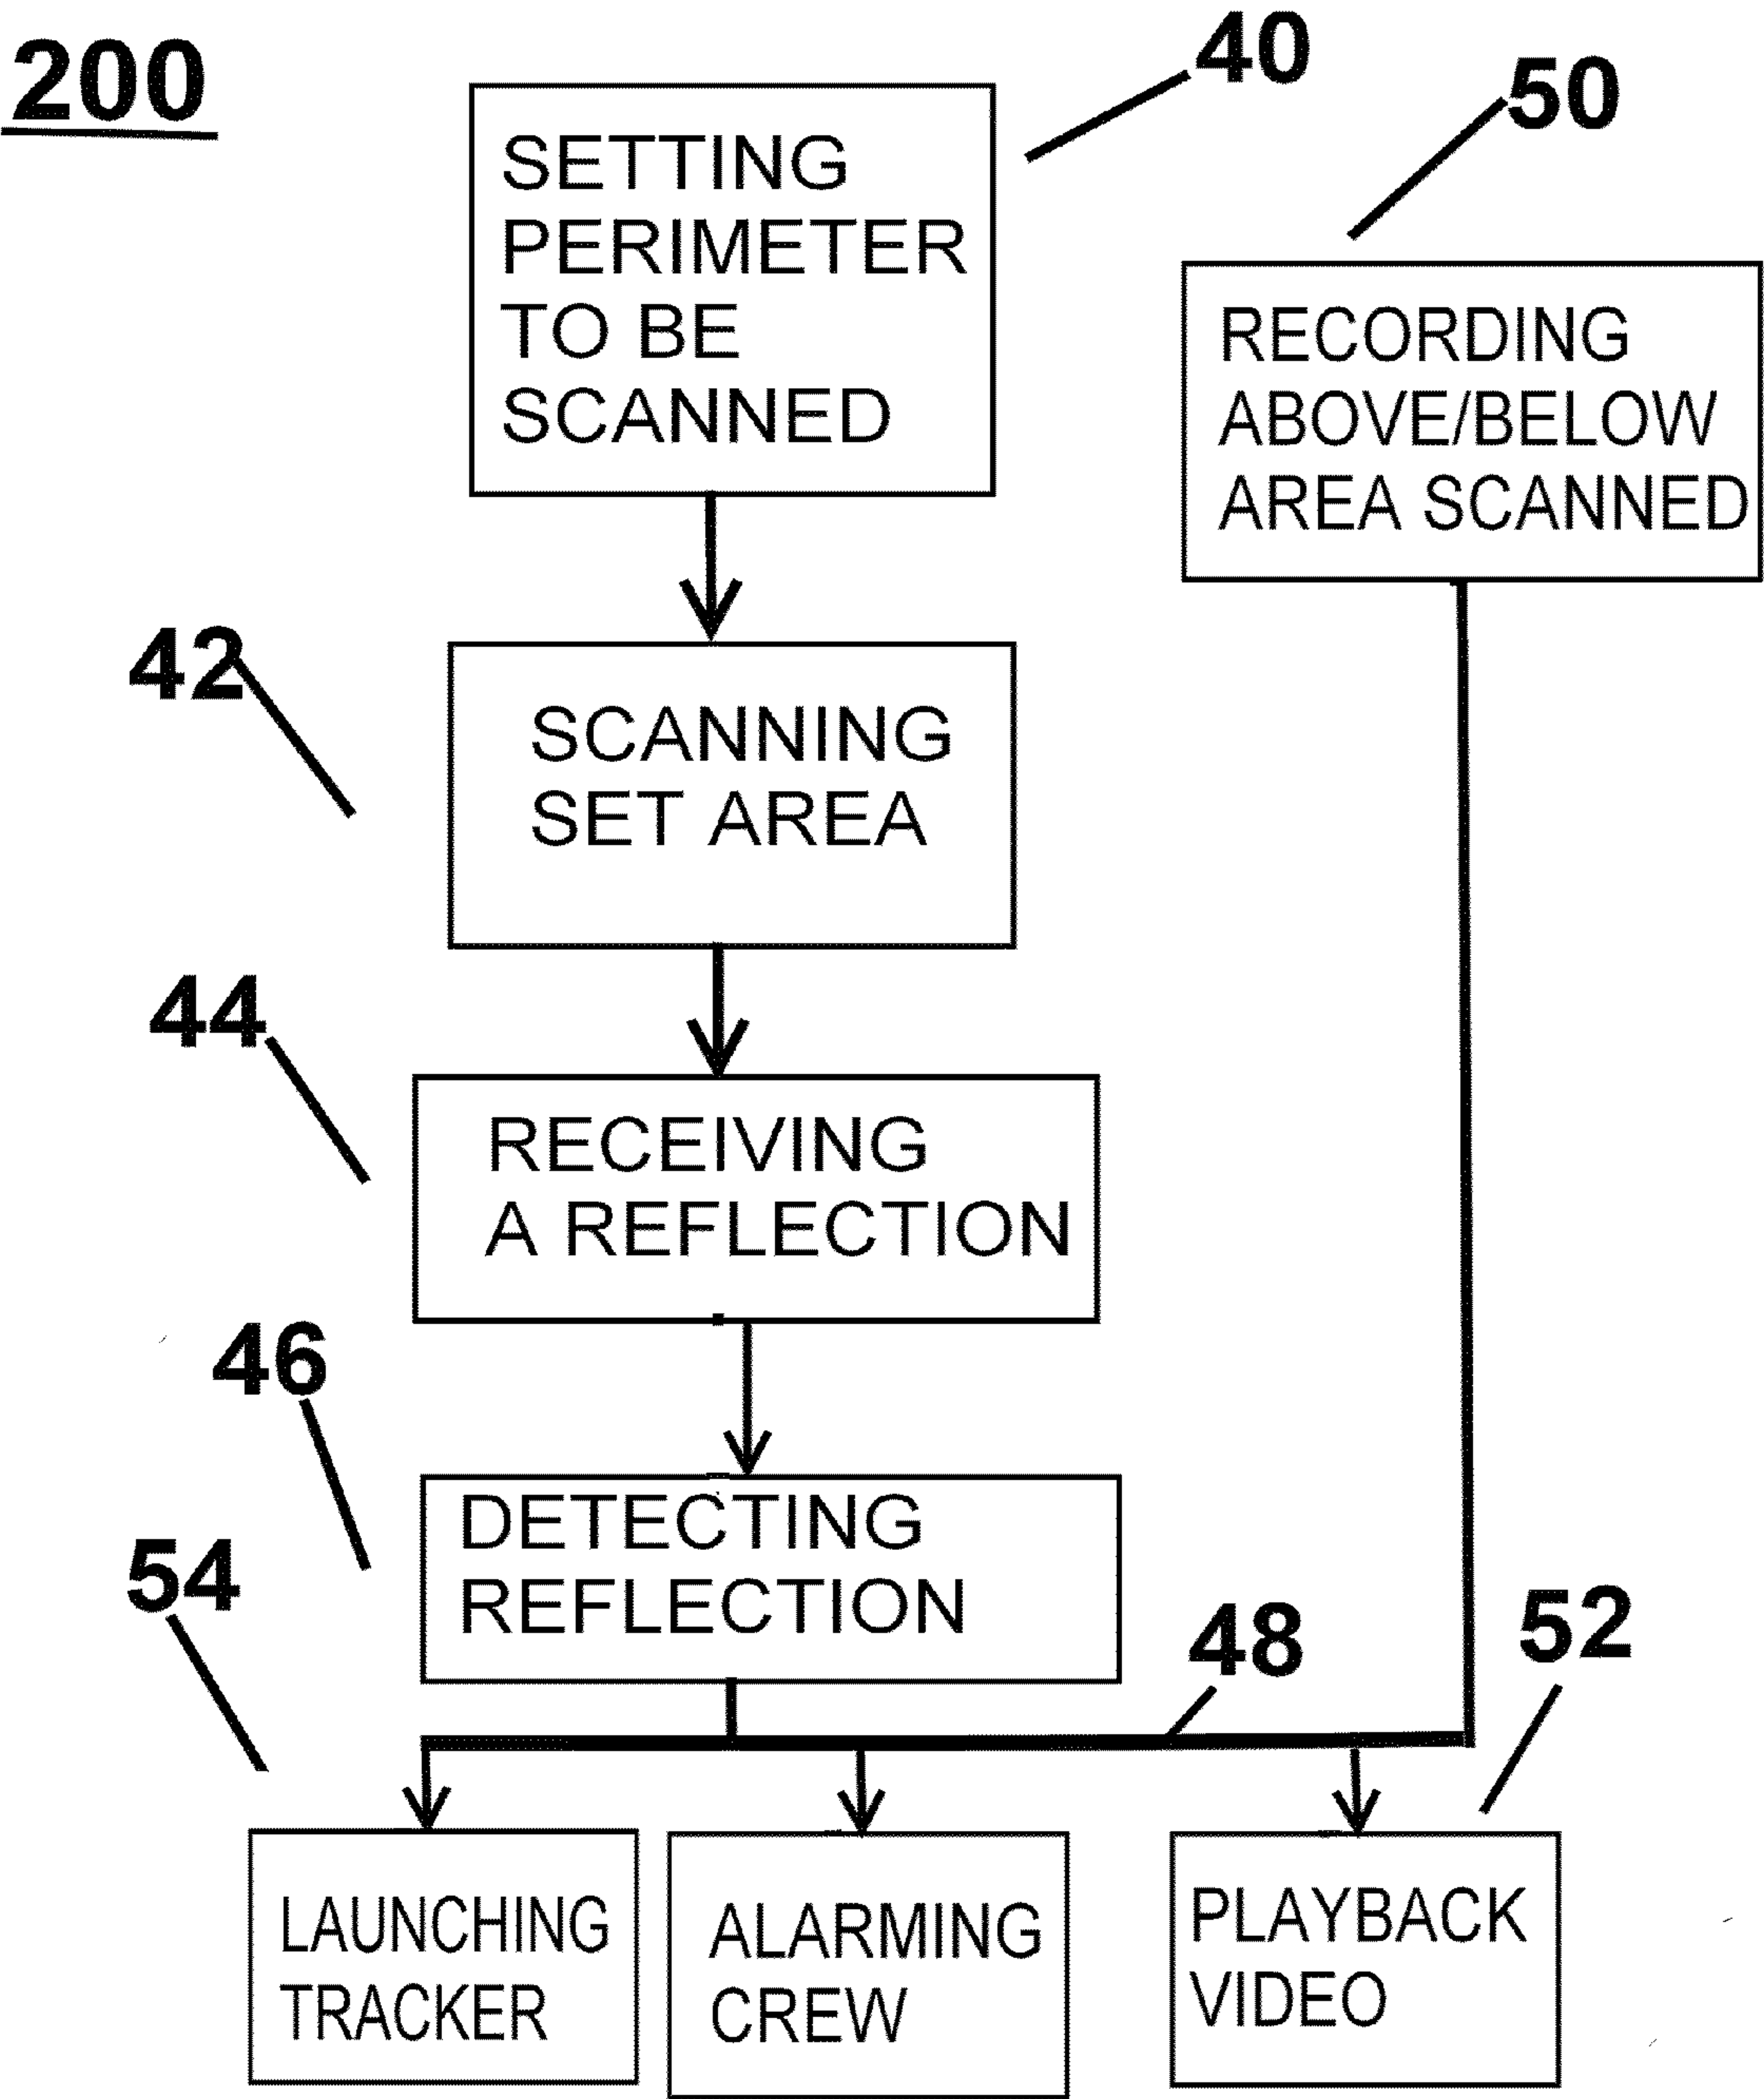 200
40
50
SETTING
PERIMETER
TO BE
SCANNED
RECORDING
ABOVE/BELOW
AREA SCANNED
42
SCANNING
SET AREA
44
RECEIVING
A REFLECTION
46
DETECTING
REFLECTION
54
48
52
LAUNCHING
TRACKER
ALARMING
CREW
PLAYBACK
VIDEO